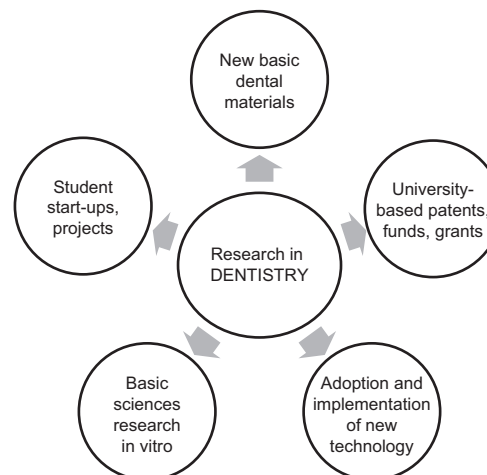 New basic
dental
materials
Student
start-ups,
projects
University-
based patents,
funds, grants
Research in
DENTISTRY
Basic
sciences
research
in vitro
Adoption and
implementation
of new
technology